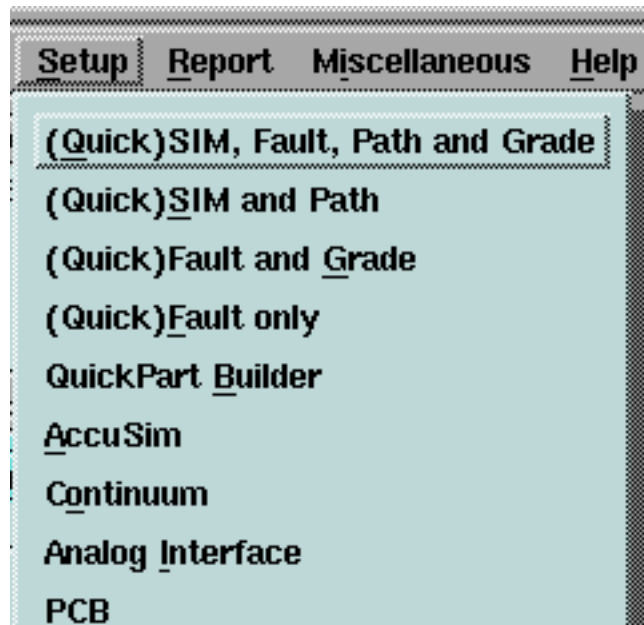 Setup Report Miscellaneous Help
(Quick)SIM, Fault, Path and Grade
(Quick)SIM and Path
(Quick)Fault and Grade
(Quick)Fault only
QuickPart Builder
AccuSim
Continuum
Analog Interface
PCB